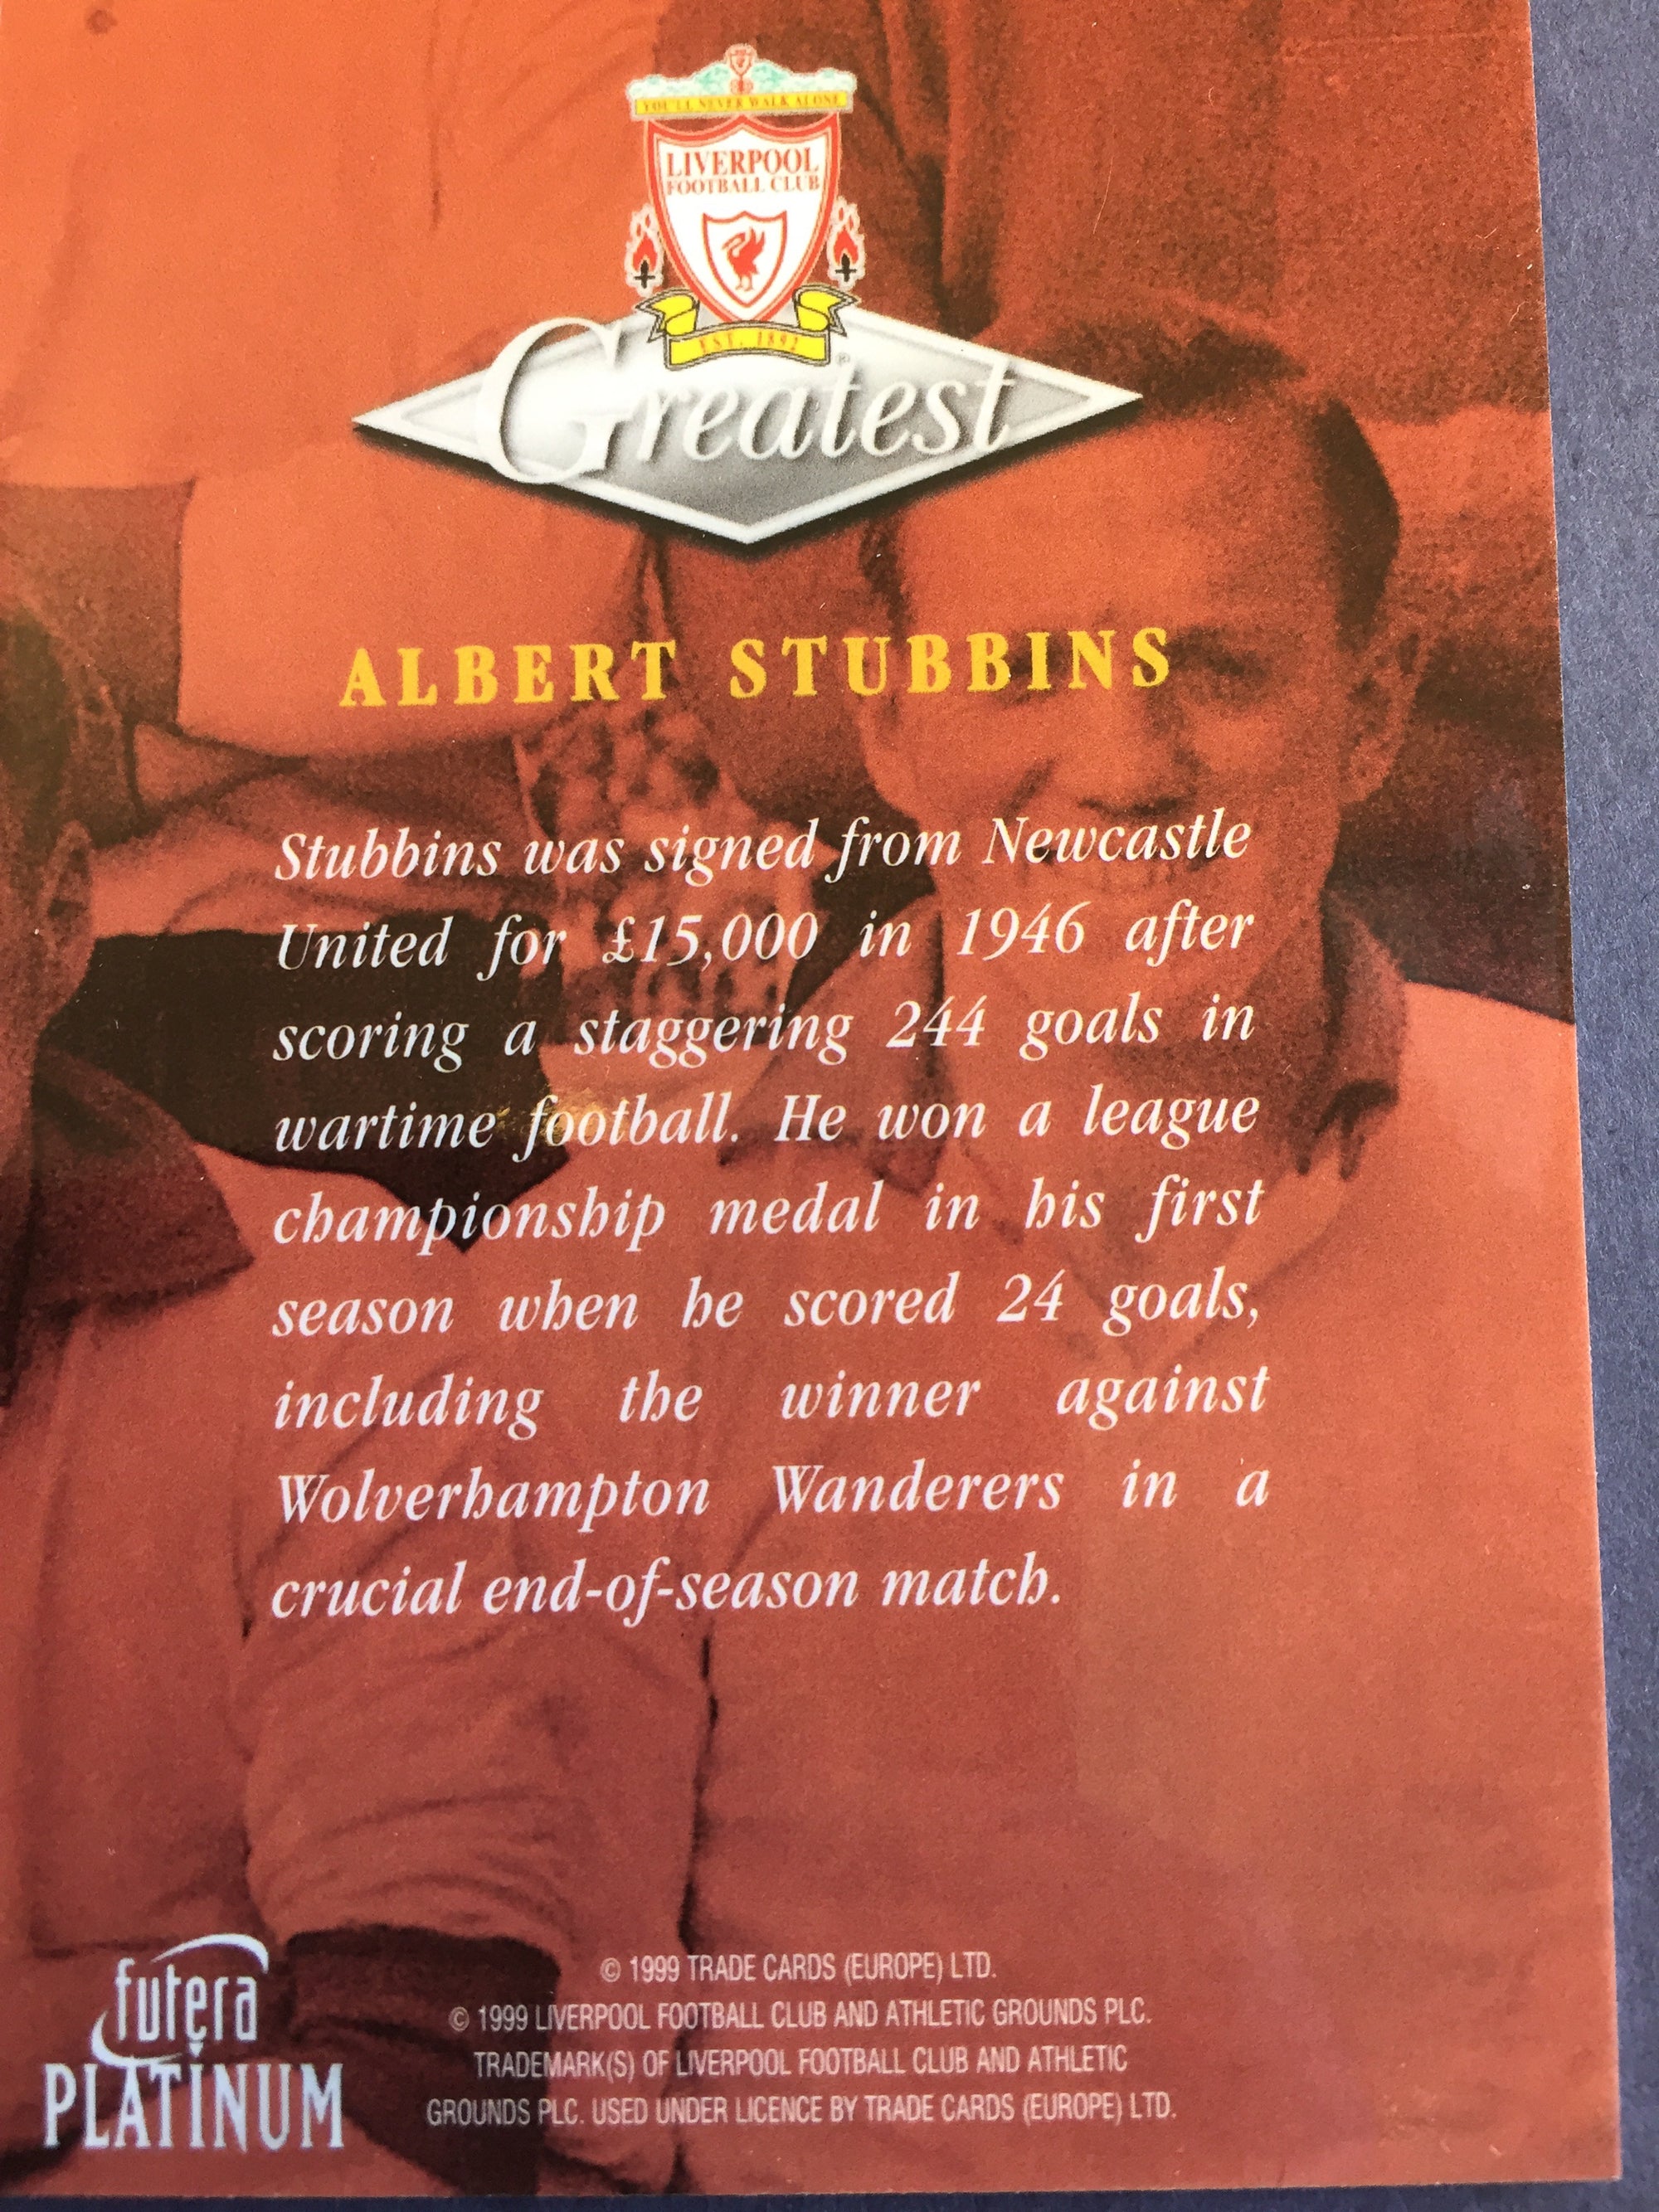 YOU'LL NEVER WALK ALONE
LIVERPOOL
FOOTBALL CLUB
EST. 1892
Greatest
ALBERT STUBBINS
Stubbins was signed from Newcastle
United for £15,000 in 1946 after
scoring a staggering 244 goals in
wartime football. He won a league
championship medal in his first
season when he scored 24 goals,
including the winner against
Wolverhampton Wanderers in a
crucial end-of-season match.
futera
PLATINUM
© 1999 TRADE CARDS (EUROPE) LTD.
© 1999 LIVERPOOL FOOTBALL CLUB AND ATHLETIC GROUNDS PLC.
TRADEMARK(S) OF LIVERPOOL FOOTBALL CLUB AND ATHLETIC
GROUNDS PLC. USED UNDER LICENCE BY TRADE CARDS (EUROPE) LTD.